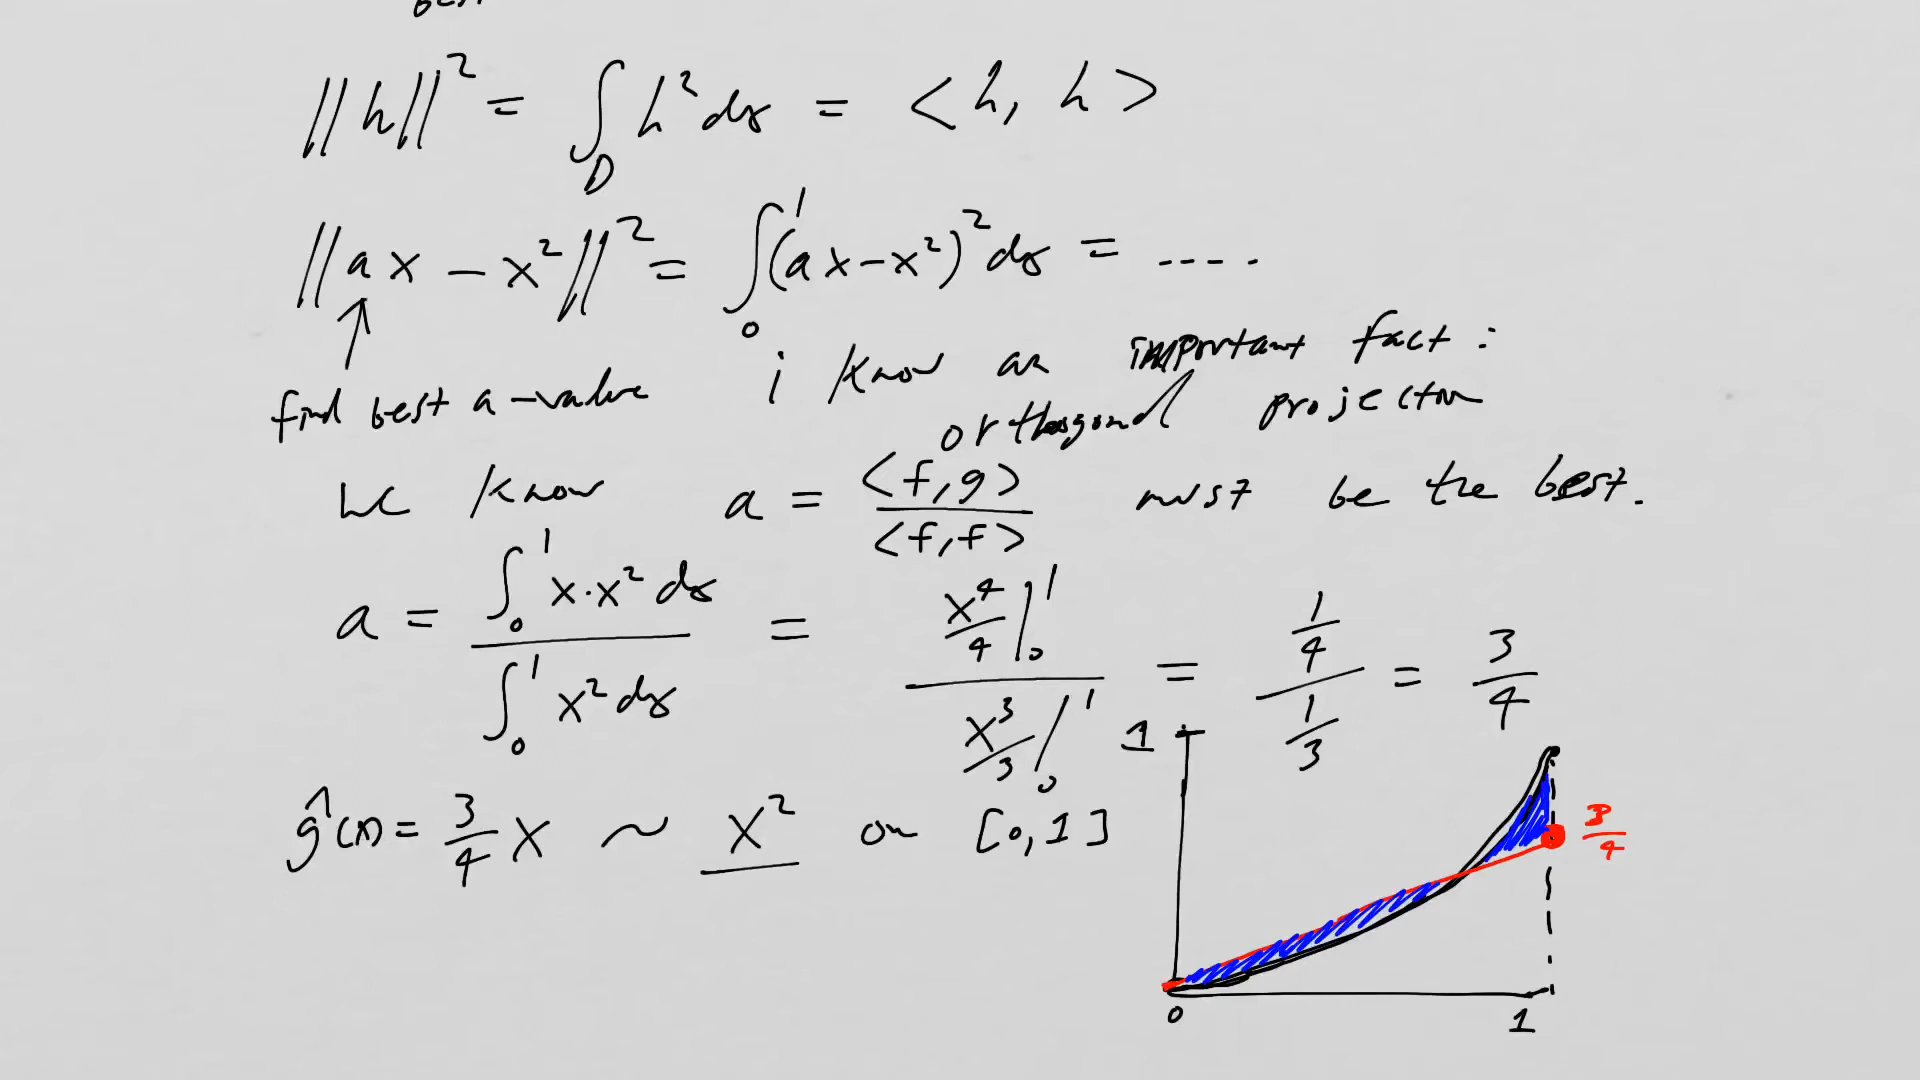 best
||h||² = ∫_D h² dx = <h, h>
||ax - x²||² = ∫₀¹ (ax-x²)² dx = ....
↑
find best a-value i know an important fact:
orthogonal projection
we know a = <f,g>/<f,f> must be the best.
a = ∫₀¹ x·x² dx / ∫₀¹ x² dx = (x⁴/4 |₀¹) / (x³/3 |₀¹) = (1/4)/(1/3) = 3/4
ĝ(x) = 3/4 x ~ x² on [0,1]
1
3/4
0 1